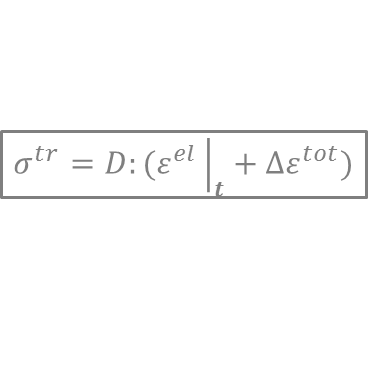 σ^{tr} = D:(ε^{el}|_t + Δε^{tot})